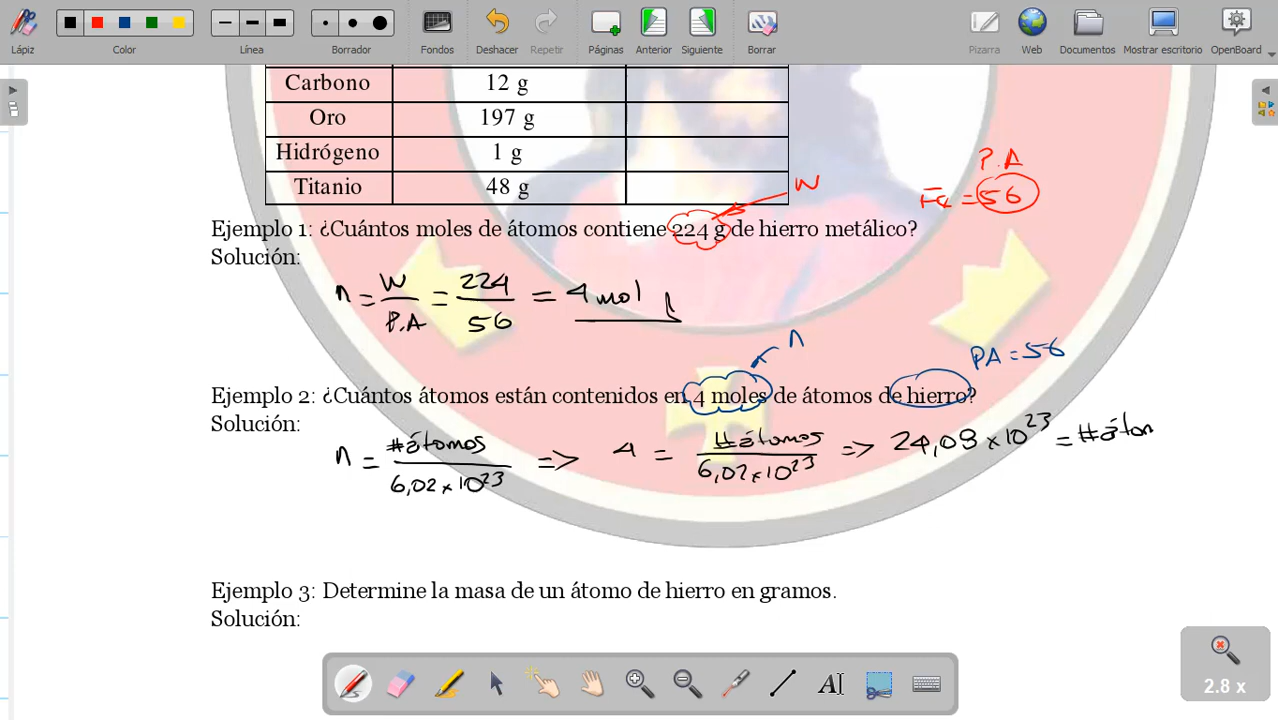 Lápiz Color Línea Borrador Fondos Deshacer Repetir Páginas Anterior Siguiente Borrar Pizarra Web Documentos Mostrar escritorio OpenBoard
Carbono 12 g
Oro 197 g
Hidrógeno 1 g
Titanio 48 g
P.A
W
Fe = 56
Ejemplo 1: ¿Cuántos moles de átomos contiene 224 g de hierro metálico?
Solución:
n = W / P.A = 224 / 56 = 4 mol
n
PA = 56
Ejemplo 2: ¿Cuántos átomos están contenidos en 4 moles de átomos de hierro?
Solución:
n = #átomos / 6,02 x 10^23 => 4 = #átomos / 6,02 x 10^23 => 24,08 x 10^23 = #átom
Ejemplo 3: Determine la masa de un átomo de hierro en gramos.
Solución:
2.8 x